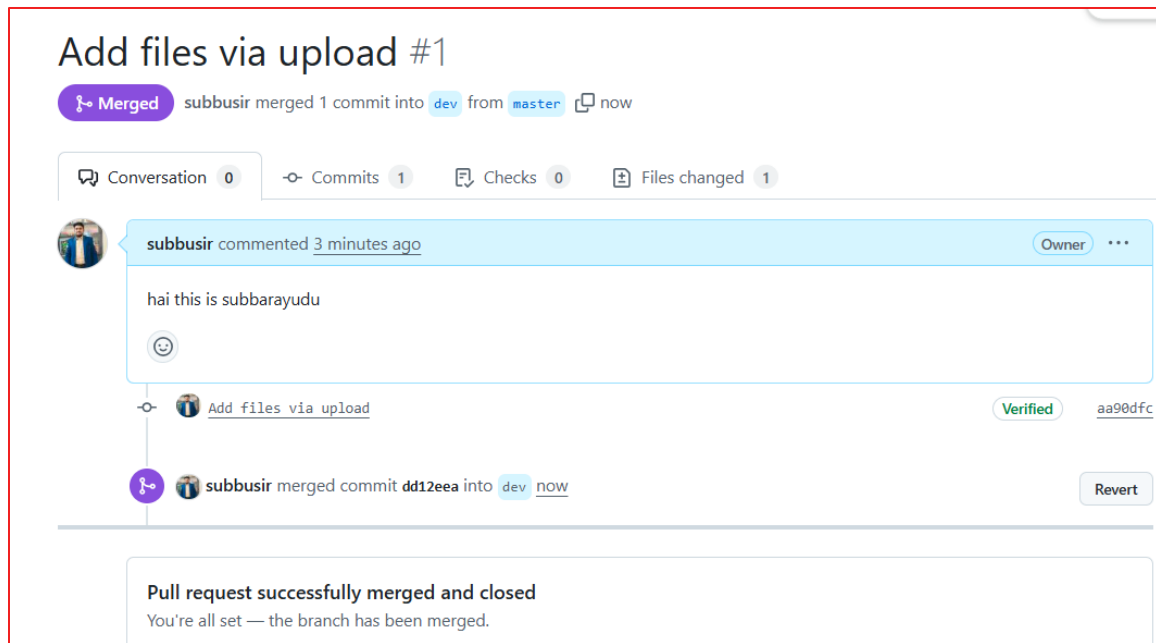 Add files via upload #1
Merged subbusir merged 1 commit into dev from master now
Conversation 0 Commits 1 Checks 0 Files changed 1
subbusir commented 3 minutes ago Owner ...
hai this is subbarayudu
Add files via upload Verified aa90dfc
subbusir merged commit dd12eea into dev now Revert
Pull request successfully merged and closed
You're all set — the branch has been merged.